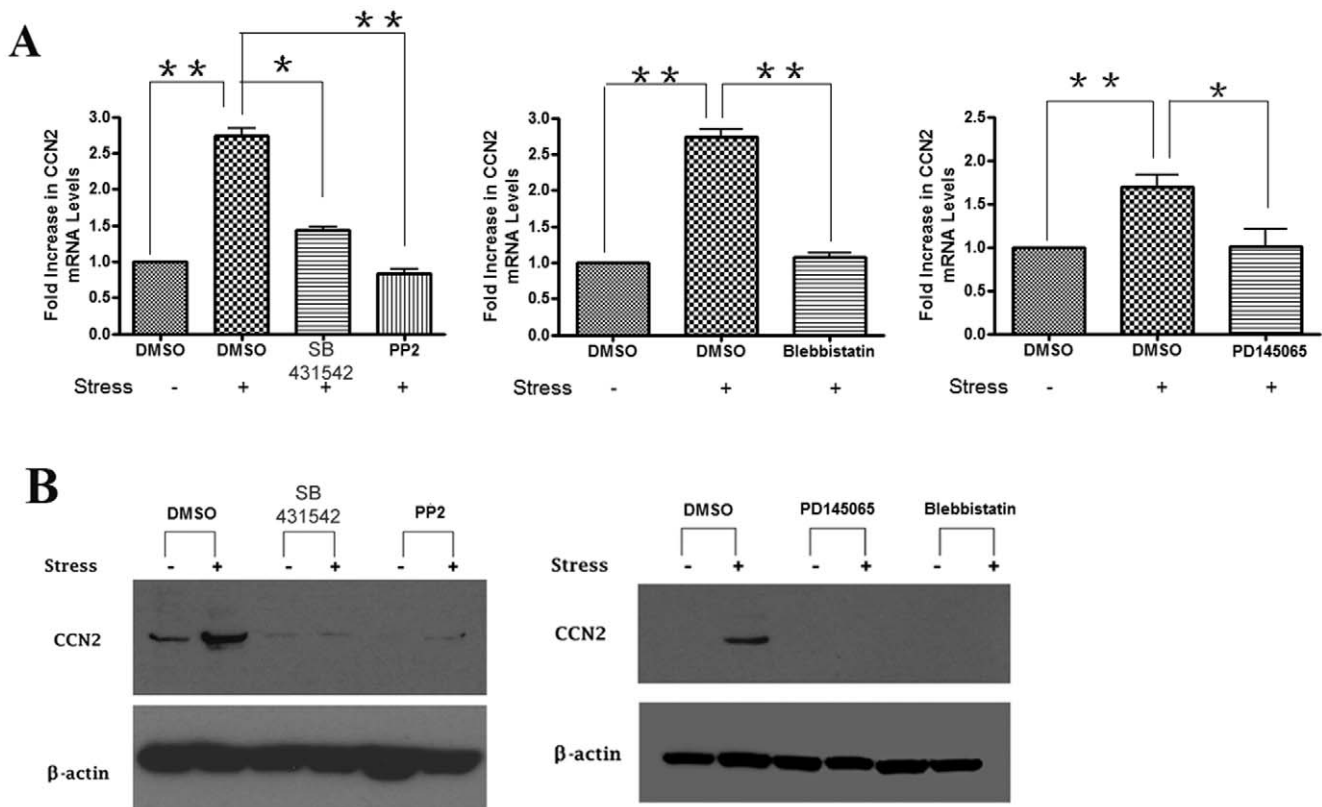 A
* *
* *
*
Fold Increase in CCN2
mRNA Levels
3.0
2.5
2.0
1.5
1.0
0.5
0.0
DMSO DMSO SB
431542 PP2
Stress - + + +
* *
* *
Fold Increase in CCN2
mRNA Levels
3.0
2.5
2.0
1.5
1.0
0.5
0.0
DMSO DMSO Blebbistatin
Stress - + +
* *
*
Fold Increase in CCN2
mRNA Levels
2.5
2.0
1.5
1.0
0.5
0.0
DMSO DMSO PD145065
Stress - + +
B
DMSO SB
431542 PP2
Stress - + - + - +
CCN2
β-actin
DMSO PD145065 Blebbistatin
Stress - + - + - +
CCN2
β-actin